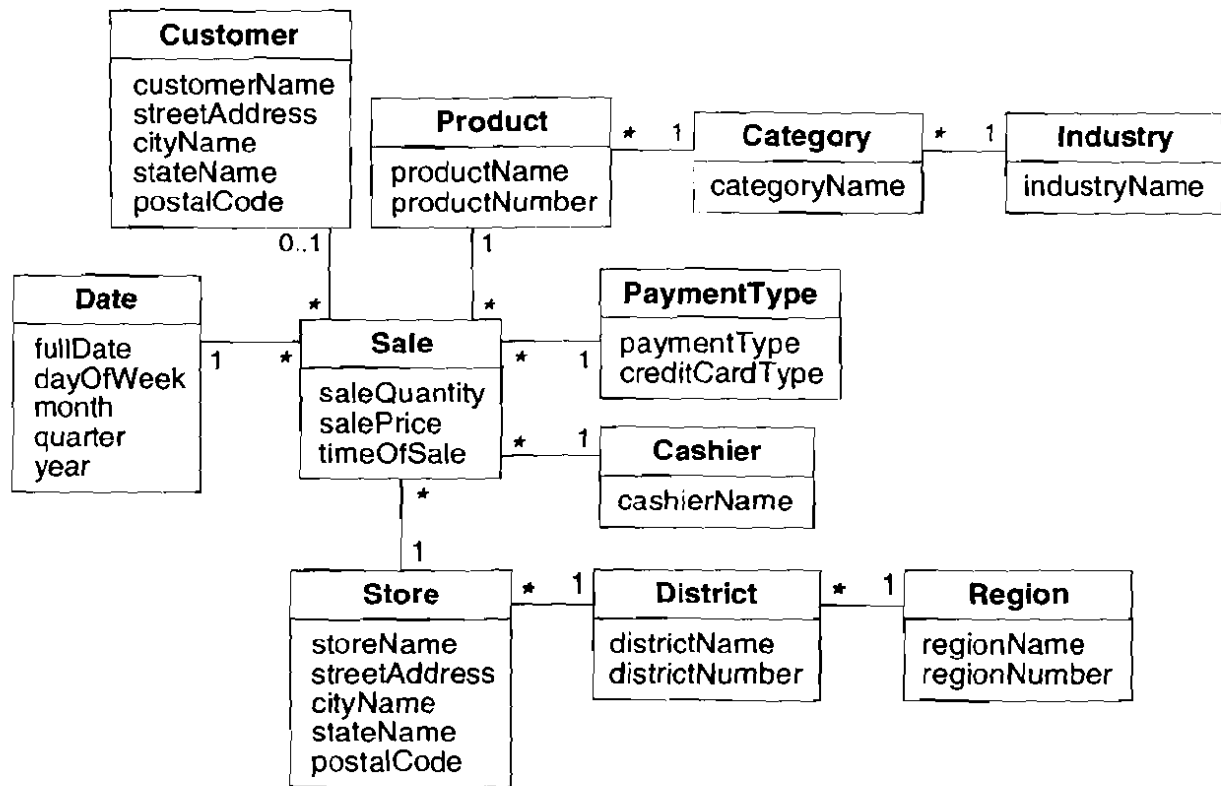 Customer
customerName
streetAddress
cityName
stateName
postalCode
0..1
*
Product
productName
productNumber
* 1
1
*
Category
categoryName
* 1
Industry
industryName
Date
fullDate
dayOfWeek
month
quarter
year
1 *
Sale
saleQuantity
salePrice
timeOfSale
* 1
PaymentType
paymentType
creditCardType
* 1
Cashier
cashierName
*
1
Store
storeName
streetAddress
cityName
stateName
postalCode
* 1
District
districtName
districtNumber
* 1
Region
regionName
regionNumber